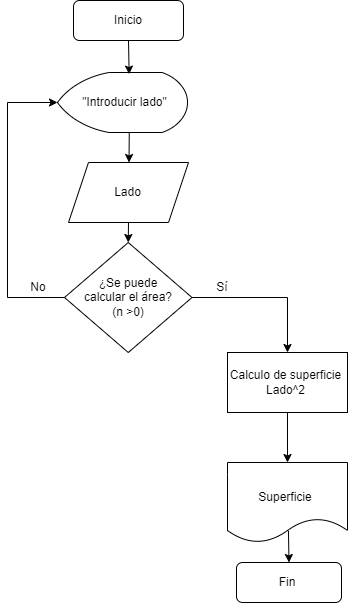 Inicio
"Introducir lado"
Lado
¿Se puede
calcular el área?
(n >0)
No
Sí
Calculo de superficie
Lado^2
Superficie
Fin